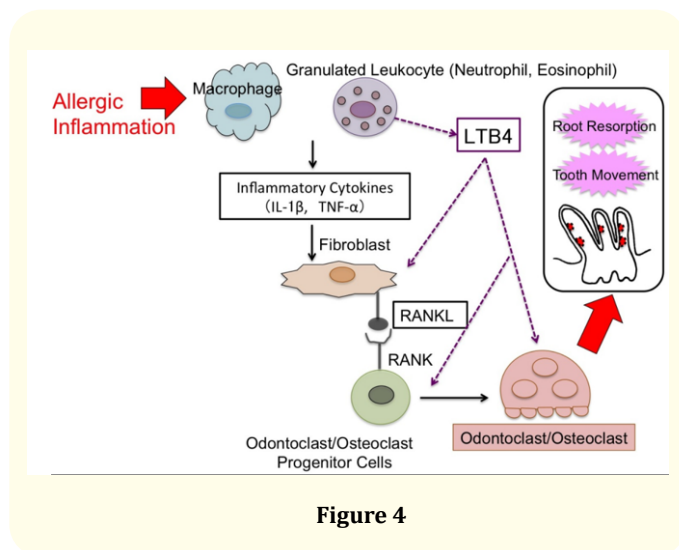 Granulated Leukocyte (Neutrophil, Eosinophil)
Macrophage
Allergic
Inflammation
LTB4
Root Resorption
Tooth Movement
Inflammatory Cytokines
(IL-1β, TNF-α)
Fibroblast
RANKL
RANK
Odontoclast/Osteoclast
Progenitor Cells
Odontoclast/Osteoclast
Figure 4